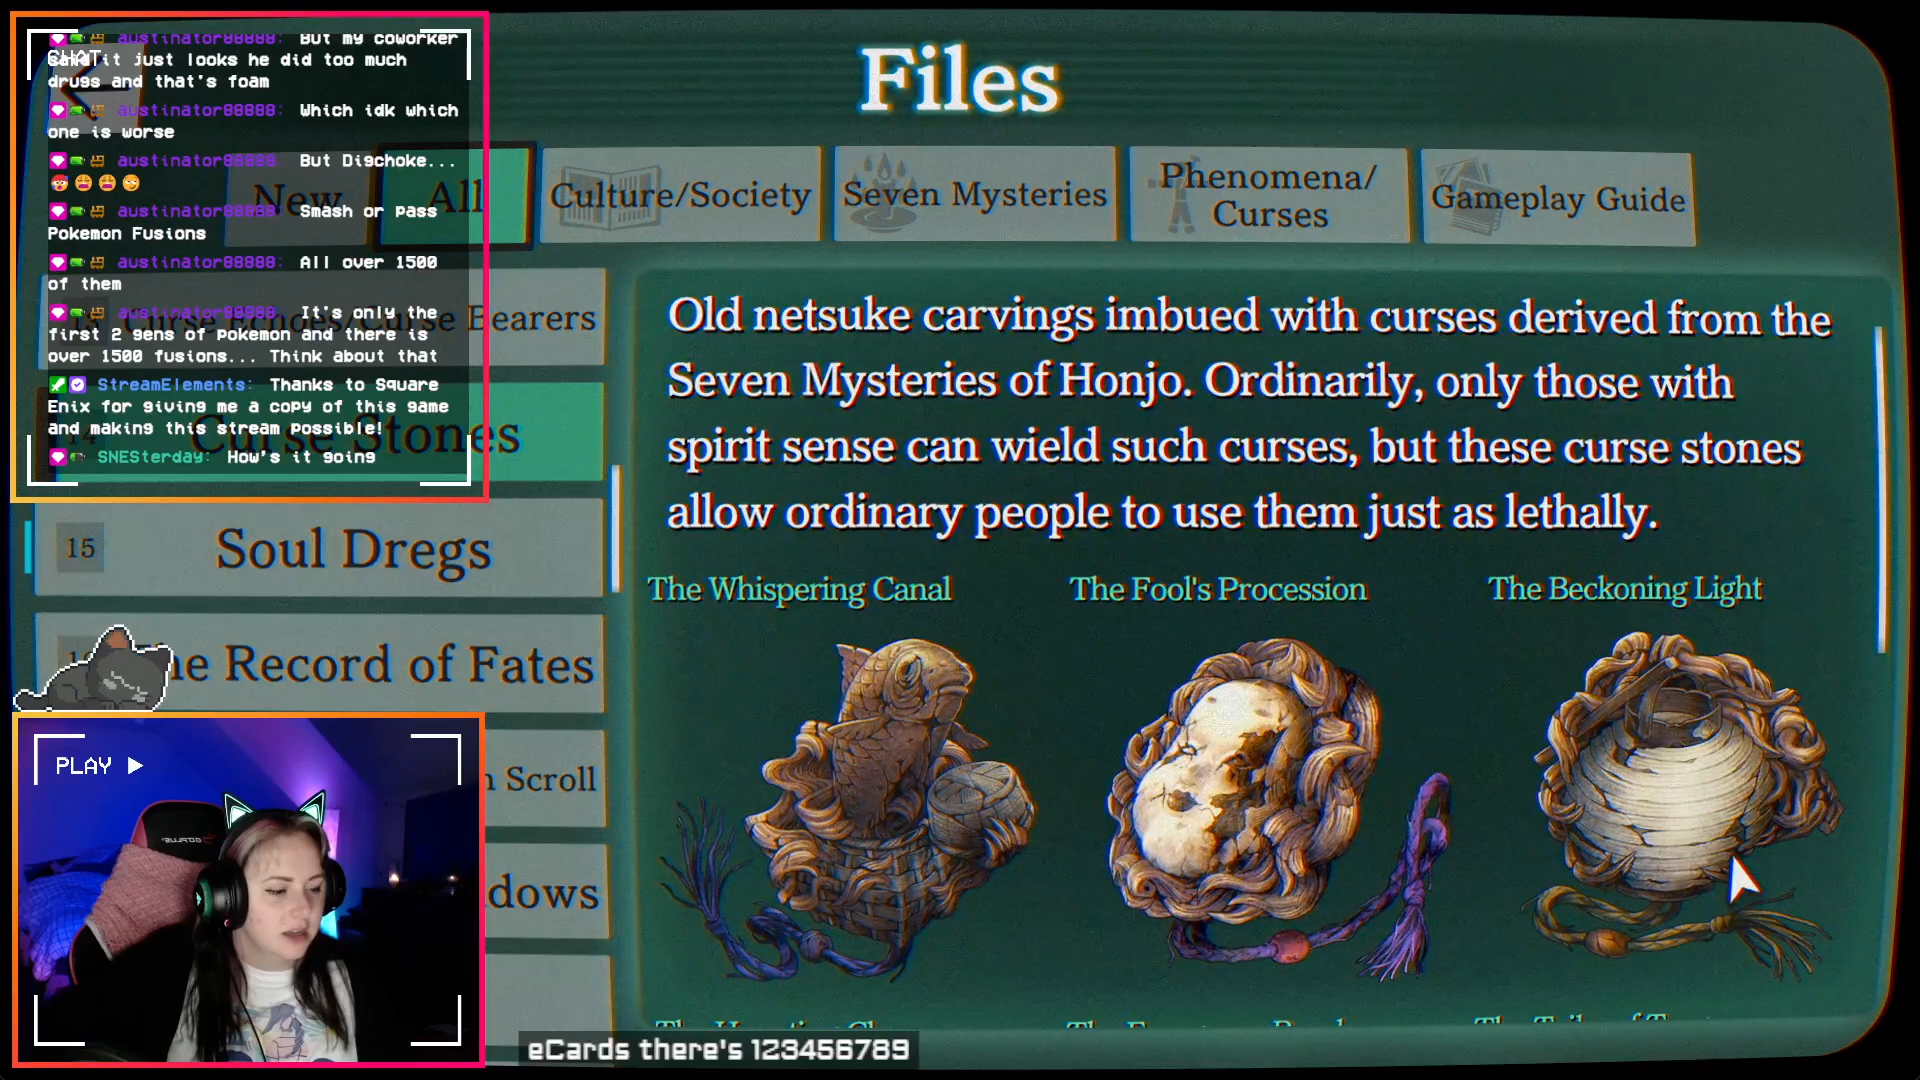 Files
CHAT
austinator88888: But my coworker
said it just looks he did too much
drugs and that's foam
austinator88888: Which idk which
one is worse
austinator88888: But Digchoke...
austinator88888: Smash or pass
Pokemon Fusions
austinator88888: All over 1500
of them
austinator88888: It's only the
first 2 gens of pokemon and there is
over 1500 fusions... Think about that
StreamElements: Thanks to Square
Enix for giving me a copy of this game
and making this stream possible!
SNESterday: How's it going
New
All
Culture/Society
Seven Mysteries
Phenomena/
Curses
Gameplay Guide
Curse Echoes/Curse Bearers
14
Curse Stones
15
Soul Dregs
The Record of Fates
Scroll
Old netsuke carvings imbued with curses derived from the
Seven Mysteries of Honjo. Ordinarily, only those with
spirit sense can wield such curses, but these curse stones
allow ordinary people to use them just as lethally.
The Whispering Canal
The Fool's Procession
The Beckoning Light
PLAY
eCards there's 123456789